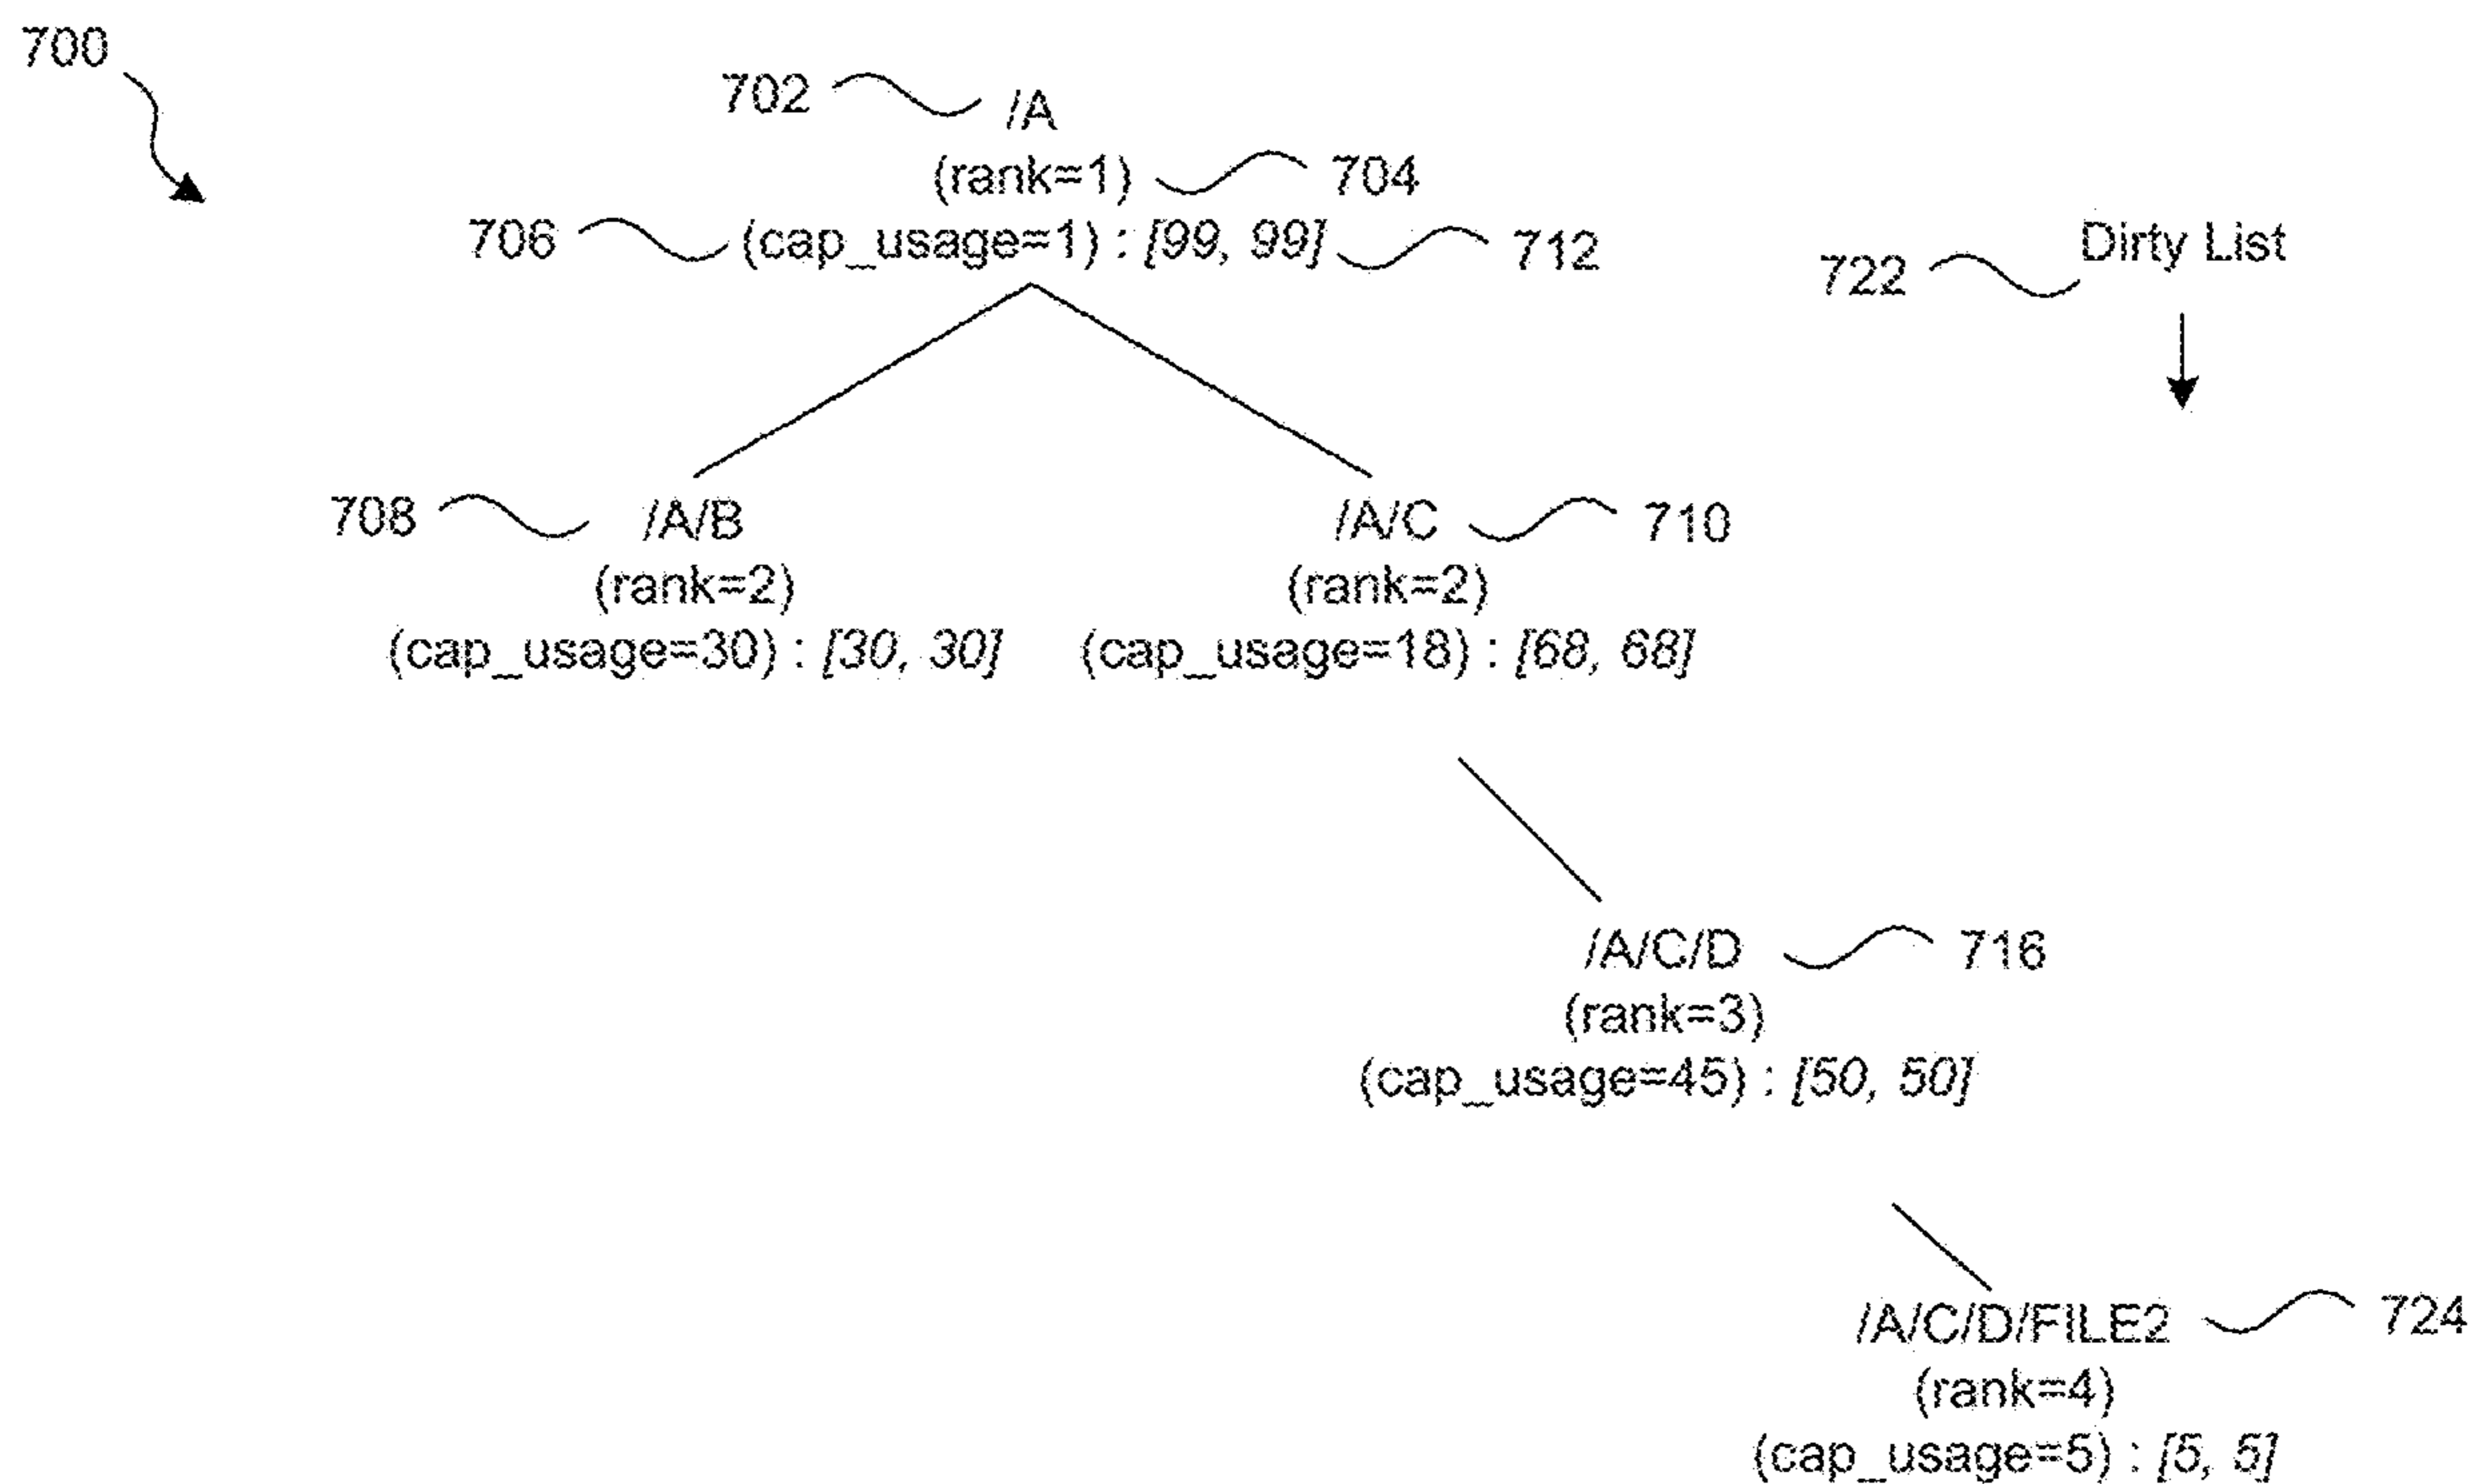 700
702 /A
(rank=1) 704
706 (cap_usage=1) : [99, 99] 712
722 Dirty List
708 /A/B
(rank=2)
(cap_usage=30) : [30, 30]
/A/C 710
(rank=2)
(cap_usage=18) : [68, 68]
/A/C/D 716
(rank=3)
(cap_usage=45) : [50, 50]
/A/C/D/FILE2 724
(rank=4)
(cap_usage=5) : [5, 5]